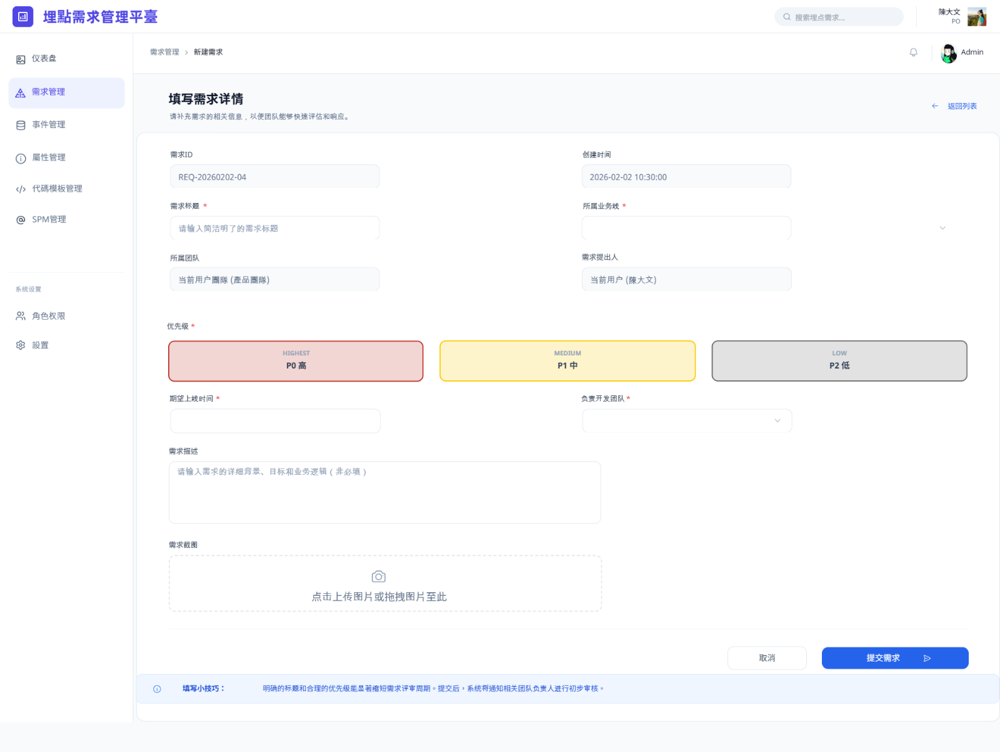 埋點需求管理平臺
搜索埋点需求...
陳大文
PO
仪表盘
需求管理
事件管理
屬性管理
代碼模板管理
SPM管理
系统设置
角色权限
設置
需求管理 > 新建需求
Admin
填写需求详情
请补充需求的相关信息，以便团队能够快速评估和响应。
← 返回列表
需求ID
REQ-20260202-04
创建时间
2026-02-02 10:30:00
需求标题 *
请输入简洁明了的需求标题
所属业务线 *
所属团队
当前用户團隊 (產品團隊)
需求提出人
当前用户 (陳大文)
优先级 *
HIGHEST
P0 高
MEDIUM
P1 中
LOW
P2 低
期望上线时间 *
负责开发团队 *
需求描述
请输入需求的详细背景、目标和业务逻辑（非必填）
需求截图
点击上传图片或拖拽图片至此
取消
提交需求
填写小技巧：
明确的标题和合理的优先级能显著缩短需求评审周期。提交后，系统将通知相关团队负责人进行初步审核。